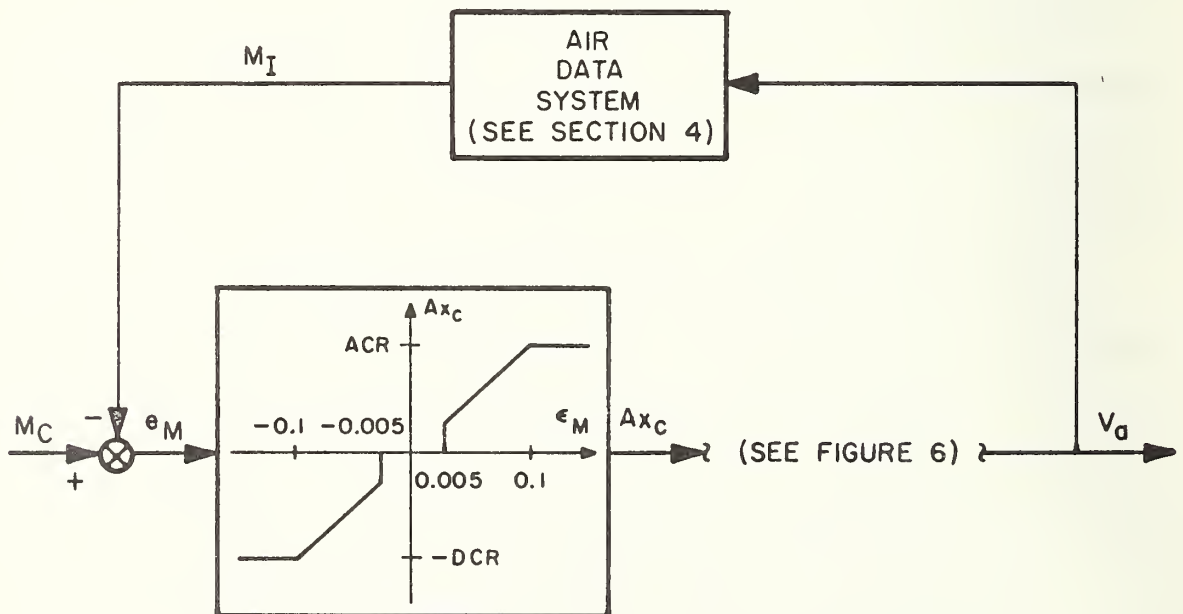 AIR
DATA
SYSTEM
(SEE SECTION 4)
M_I
Ax_C
ACR
M_C
-
+
e_M
-0.1 -0.005
ϵ_M
0.005 0.1
-DCR
Ax_C
(SEE FIGURE 6)
V_a